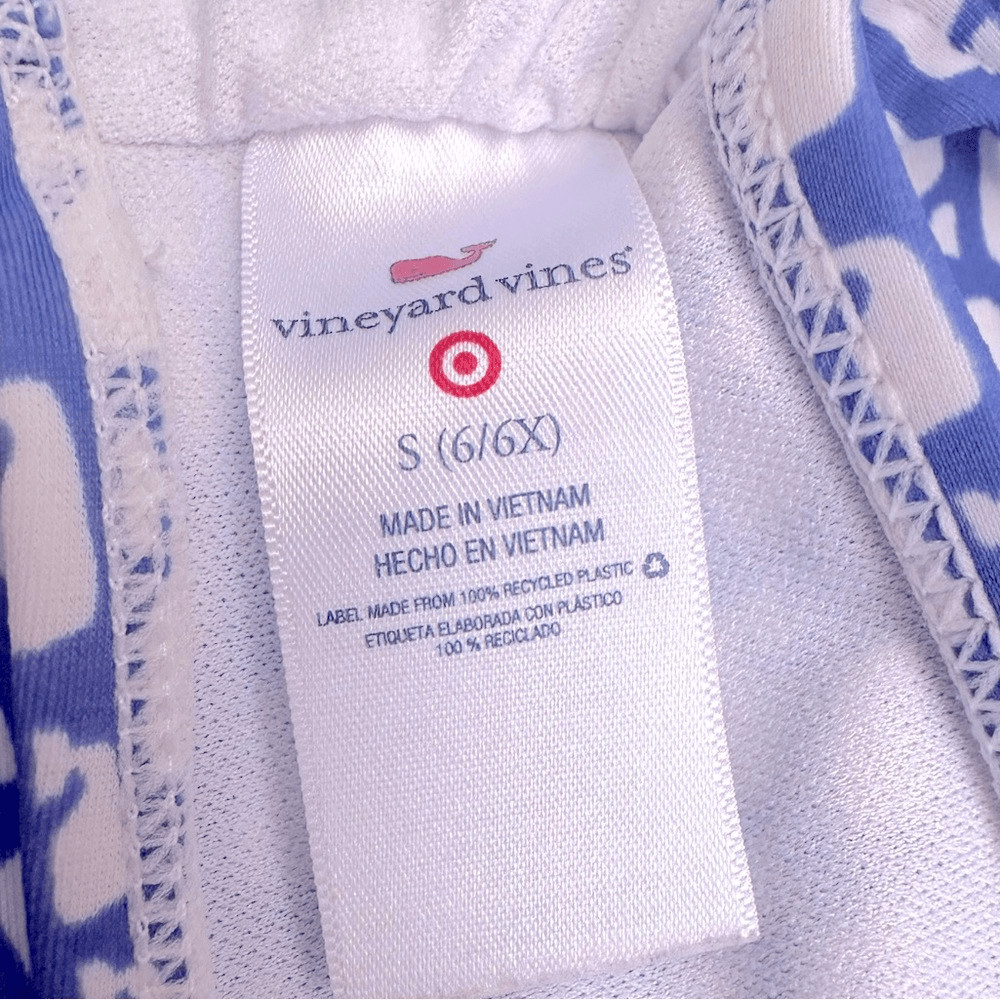 vineyard vines®
S (6/6X)
MADE IN VIETNAM
HECHO EN VIETNAM
LABEL MADE FROM 100% RECYCLED PLASTIC
ETIQUETA ELABORADA CON PLÁSTICO
100 % RECICLADO